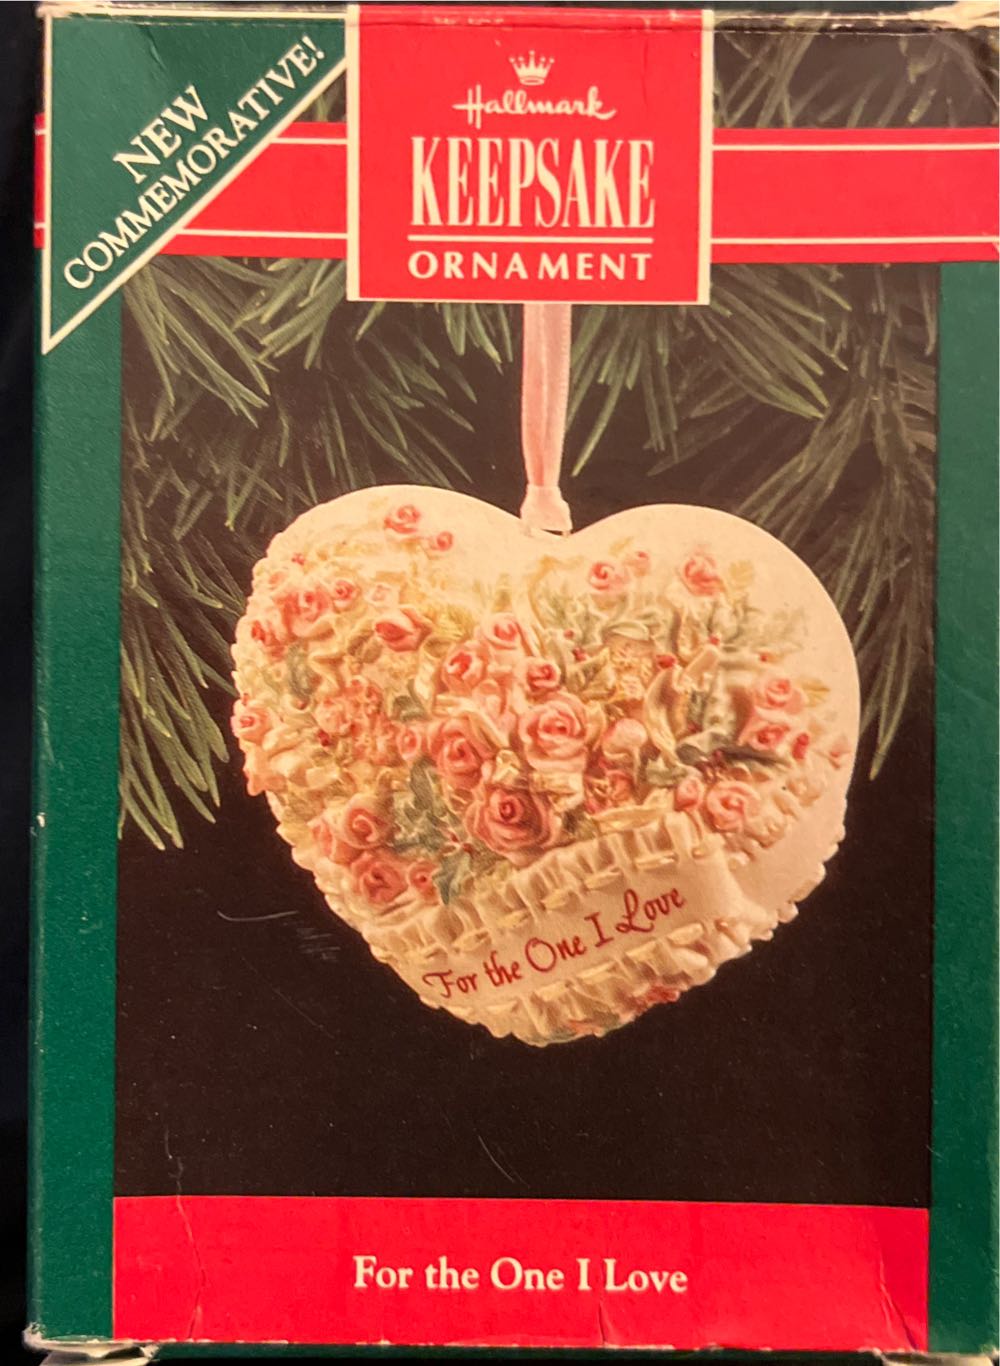 NEW
COMMEMORATIVE!
Hallmark
KEEPSAKE
ORNAMENT
For the One I Love
For the One I Love